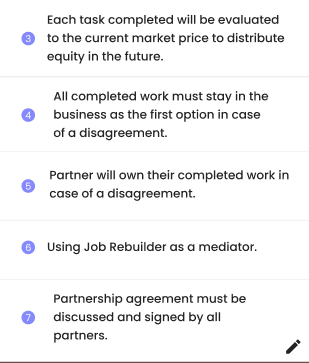 Each task completed will be evaluated
3 to the current market price to distribute
equity in the future.
All completed work must stay in the
4 business as the first option in case
of a disagreement.
Partner will own their completed work in
5 case of a disagreement.
6 Using Job Rebuilder as a mediator.
Partnership agreement must be
7 discussed and signed by all
partners.